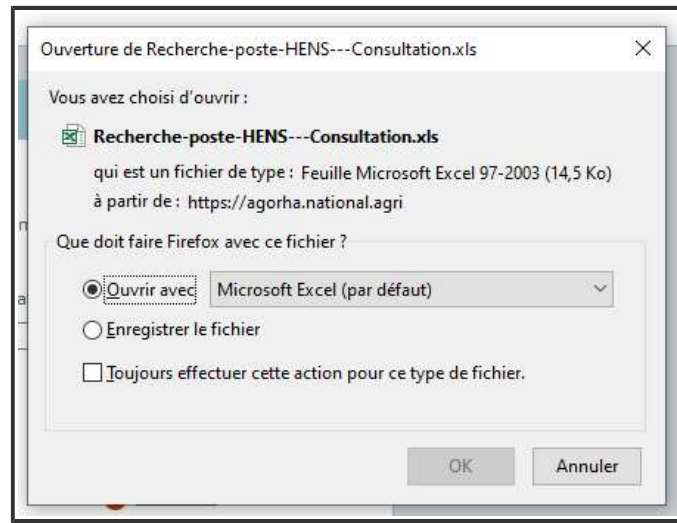 Ouverture de Recherche-poste-HENS---Consultation.xls
Vous avez choisi d'ouvrir :
Recherche-poste-HENS---Consultation.xls
qui est un fichier de type : Feuille Microsoft Excel 97-2003 (14,5 Ko)
à partir de : https://agorha.national.agri
Que doit faire Firefox avec ce fichier ?
Ouvrir avec Microsoft Excel (par défaut)
Enregistrer le fichier
Toujours effectuer cette action pour ce type de fichier.
OK Annuler